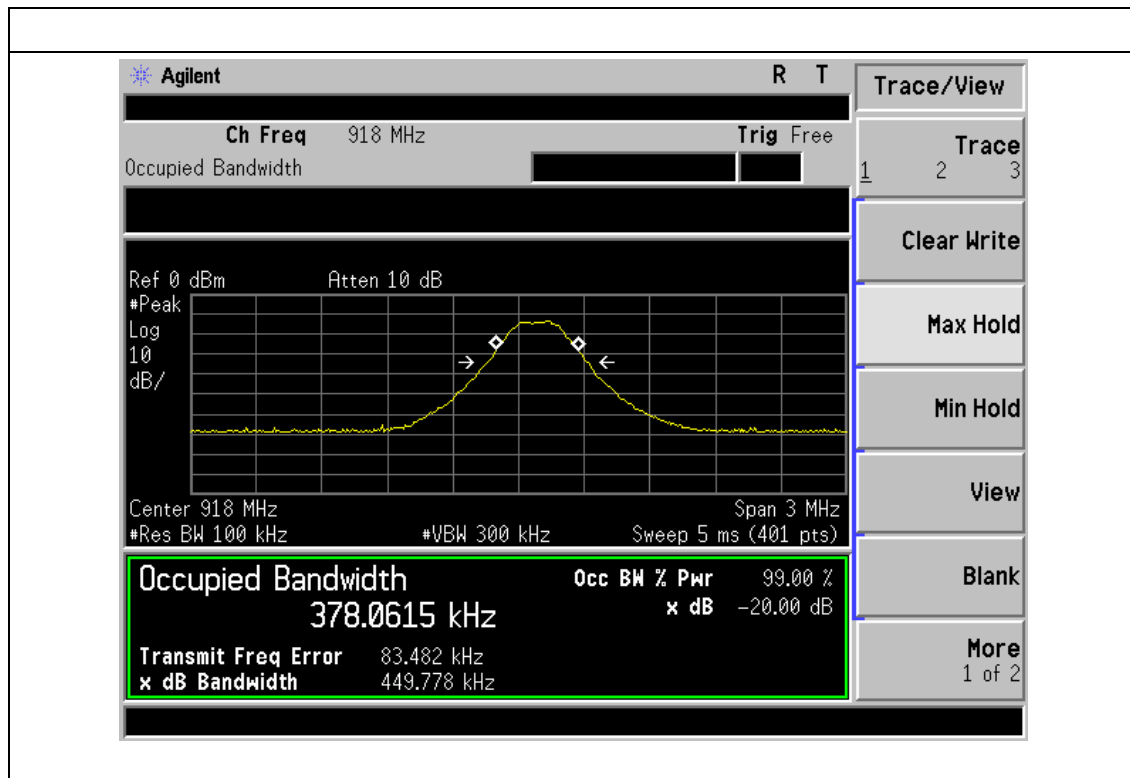 Agilent
R T
Ch Freq 918 MHz
Trig Free
Occupied Bandwidth
Ref 0 dBm
Atten 10 dB
#Peak
Log
10
dB/
Center 918 MHz
Span 3 MHz
#Res BW 100 kHz
#VBW 300 kHz
Sweep 5 ms (401 pts)
Occupied Bandwidth
378.0615 kHz
Occ BW % Pwr 99.00 %
x dB -20.00 dB
Transmit Freq Error 83.482 kHz
x dB Bandwidth 449.778 kHz
Trace/View
Trace
1 2 3
Clear Write
Max Hold
Min Hold
View
Blank
More
1 of 2